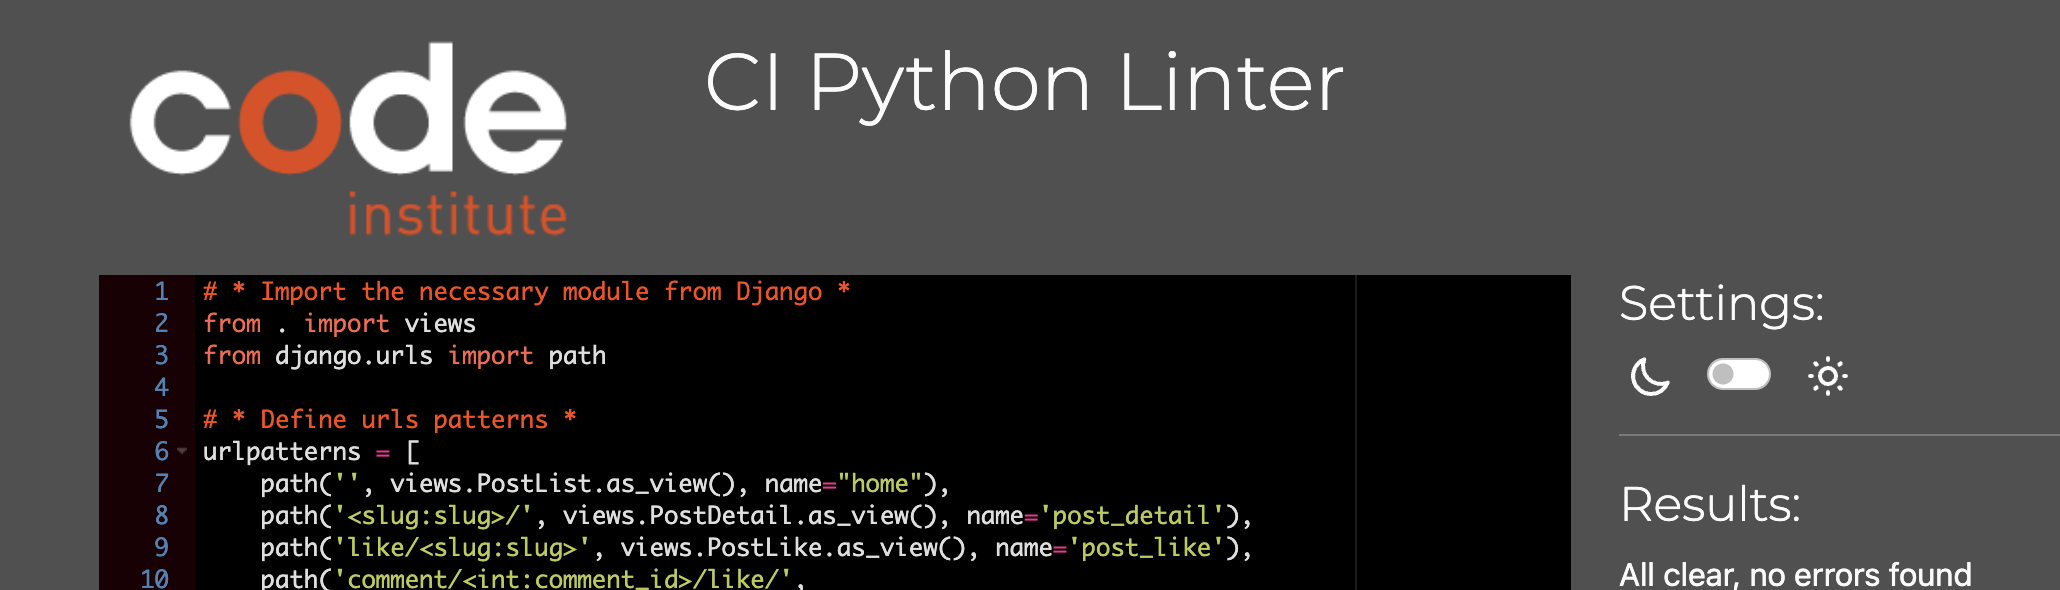 code
institute
CI Python Linter
1 # * Import the necessary module from Django *
2 from . import views
3 from django.urls import path
4
5 # * Define urls patterns *
6 urlpatterns = [
7     path('', views.PostList.as_view(), name="home"),
8     path('<slug:slug>/', views.PostDetail.as_view(), name='post_detail'),
9     path('like/<slug:slug>', views.PostLike.as_view(), name='post_like'),
10     path('comment/<int:comment_id>/like/',
Settings:
Results:
All clear, no errors found